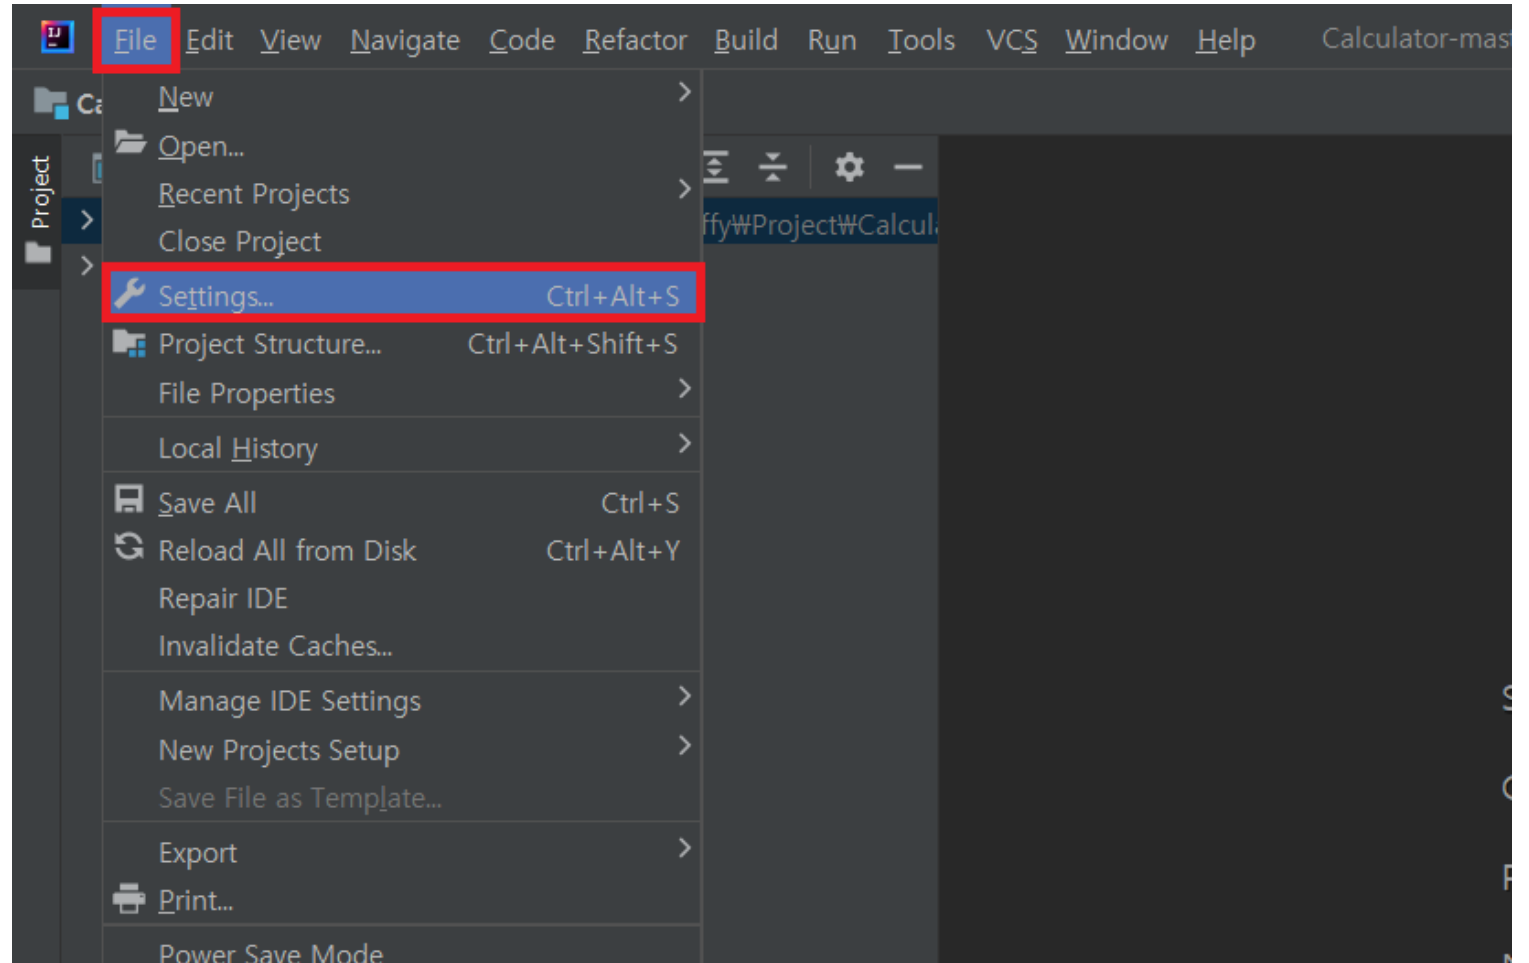 IJ File Edit View Navigate Code Refactor Build Run Tools VCS Window Help Calculator-mas
Ca
Project
New
Open...
Recent Projects
ffy₩Project₩Calcul
Close Project
Settings... Ctrl+Alt+S
Project Structure... Ctrl+Alt+Shift+S
File Properties
Local History
Save All Ctrl+S
Reload All from Disk Ctrl+Alt+Y
Repair IDE
Invalidate Caches...
Manage IDE Settings
New Projects Setup
Save File as Template...
Export
Print...
Power Save Mode